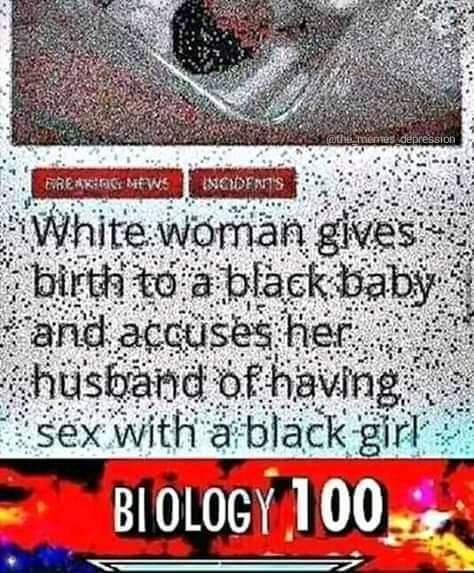 @the_memes_depression
BREAKING NEWS INCIDENTS
White woman gives
birth to a black baby
and accuses her
husband of having
sex with a black girl
BIOLOGY 100